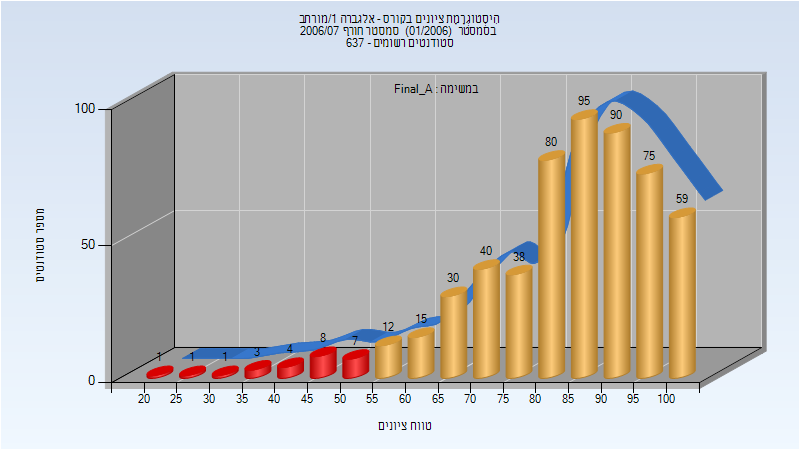 היסטוגרמת ציונים בקורס - אלגברה 1/מורחב
בסמסטר (01/2006) סמסטר חורף 2006/07
סטודנטים רשומים - 637
במשימה : Final_A
מספר סטודנטים
100
50
0
1 1 1 3 4 8 7 12 15 30 40 38 80 95 90 75 59
20 25 30 35 40 45 50 55 60 65 70 75 80 85 90 95 100
טווח ציונים